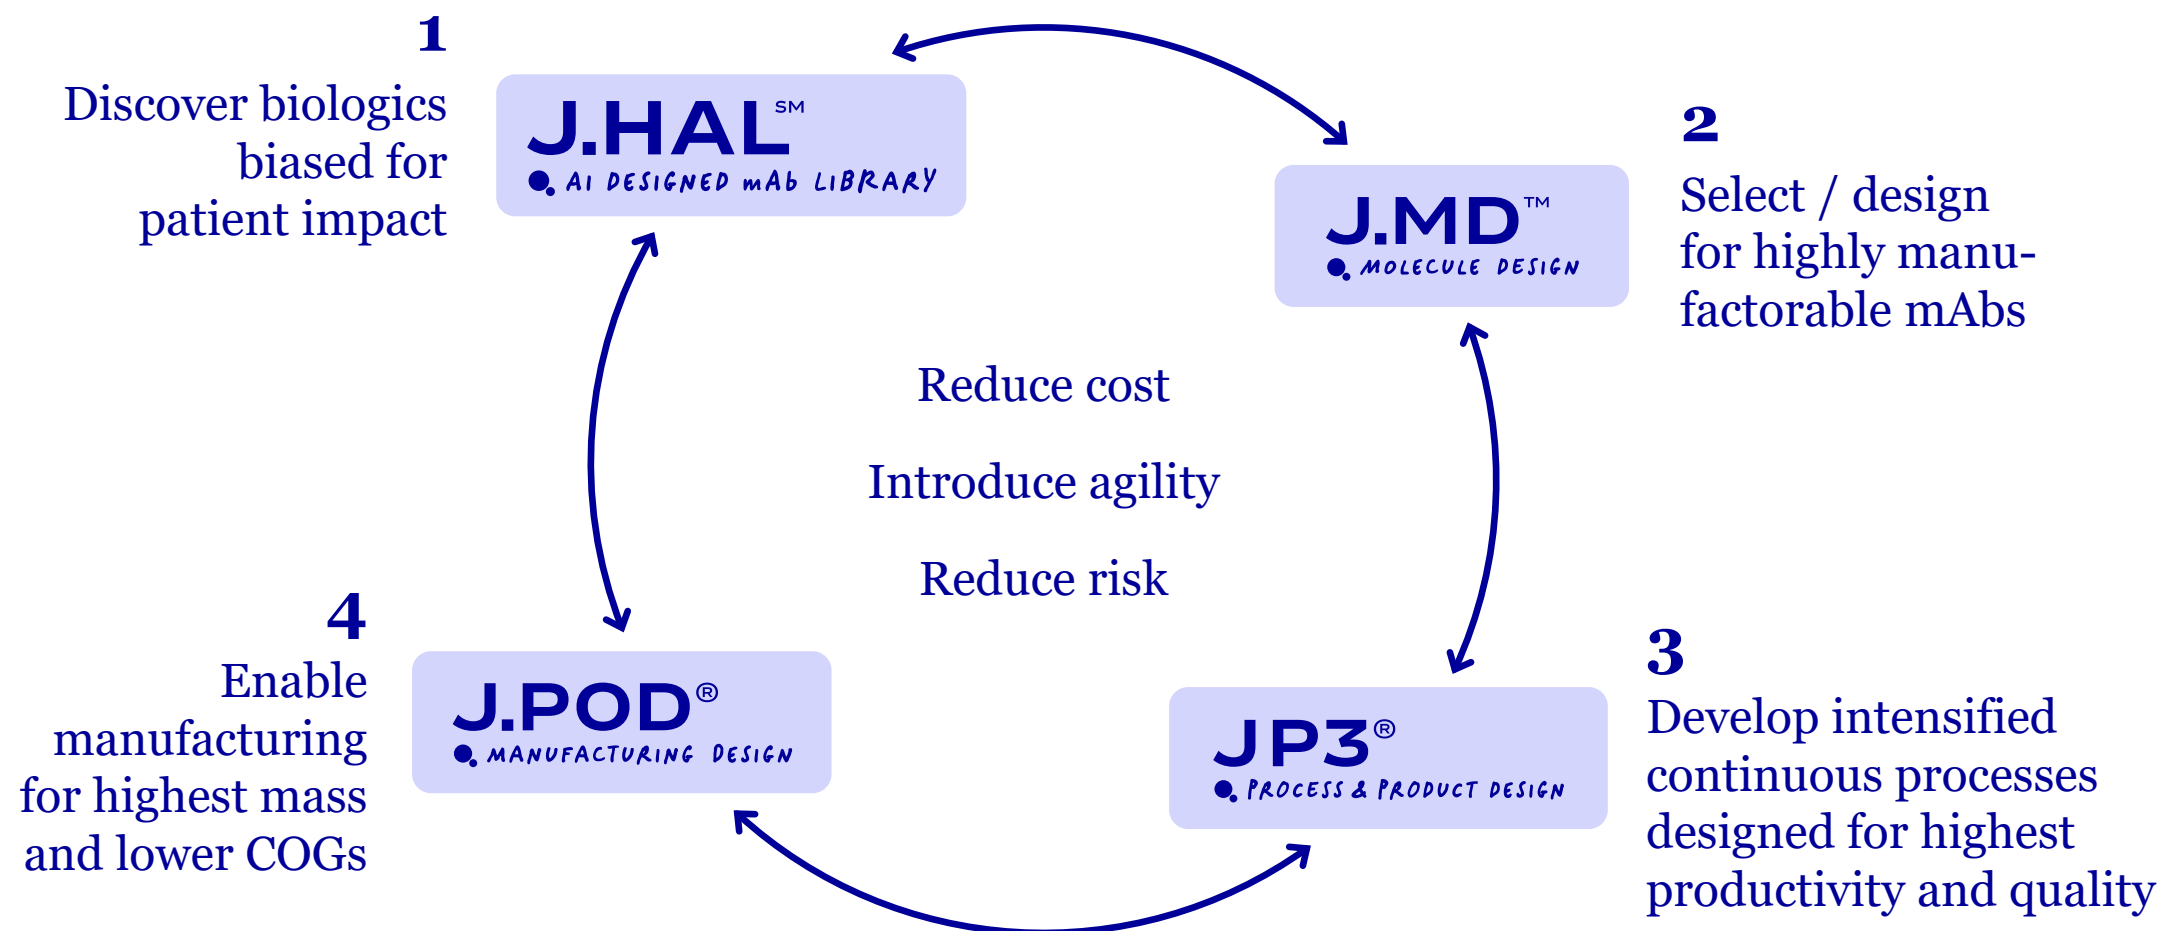 1
Discover biologics
biased for
patient impact
J.HAL℠
AI DESIGNED mAb LIBRARY
2
Select / design
for highly manu-
factorable mAbs
J.MD™
MOLECULE DESIGN
Reduce cost
Introduce agility
Reduce risk
3
Develop intensified
continuous processes
designed for highest
productivity and quality
JP3®
PROCESS & PRODUCT DESIGN
4
Enable
manufacturing
for highest mass
and lower COGs
J.POD®
MANUFACTURING DESIGN